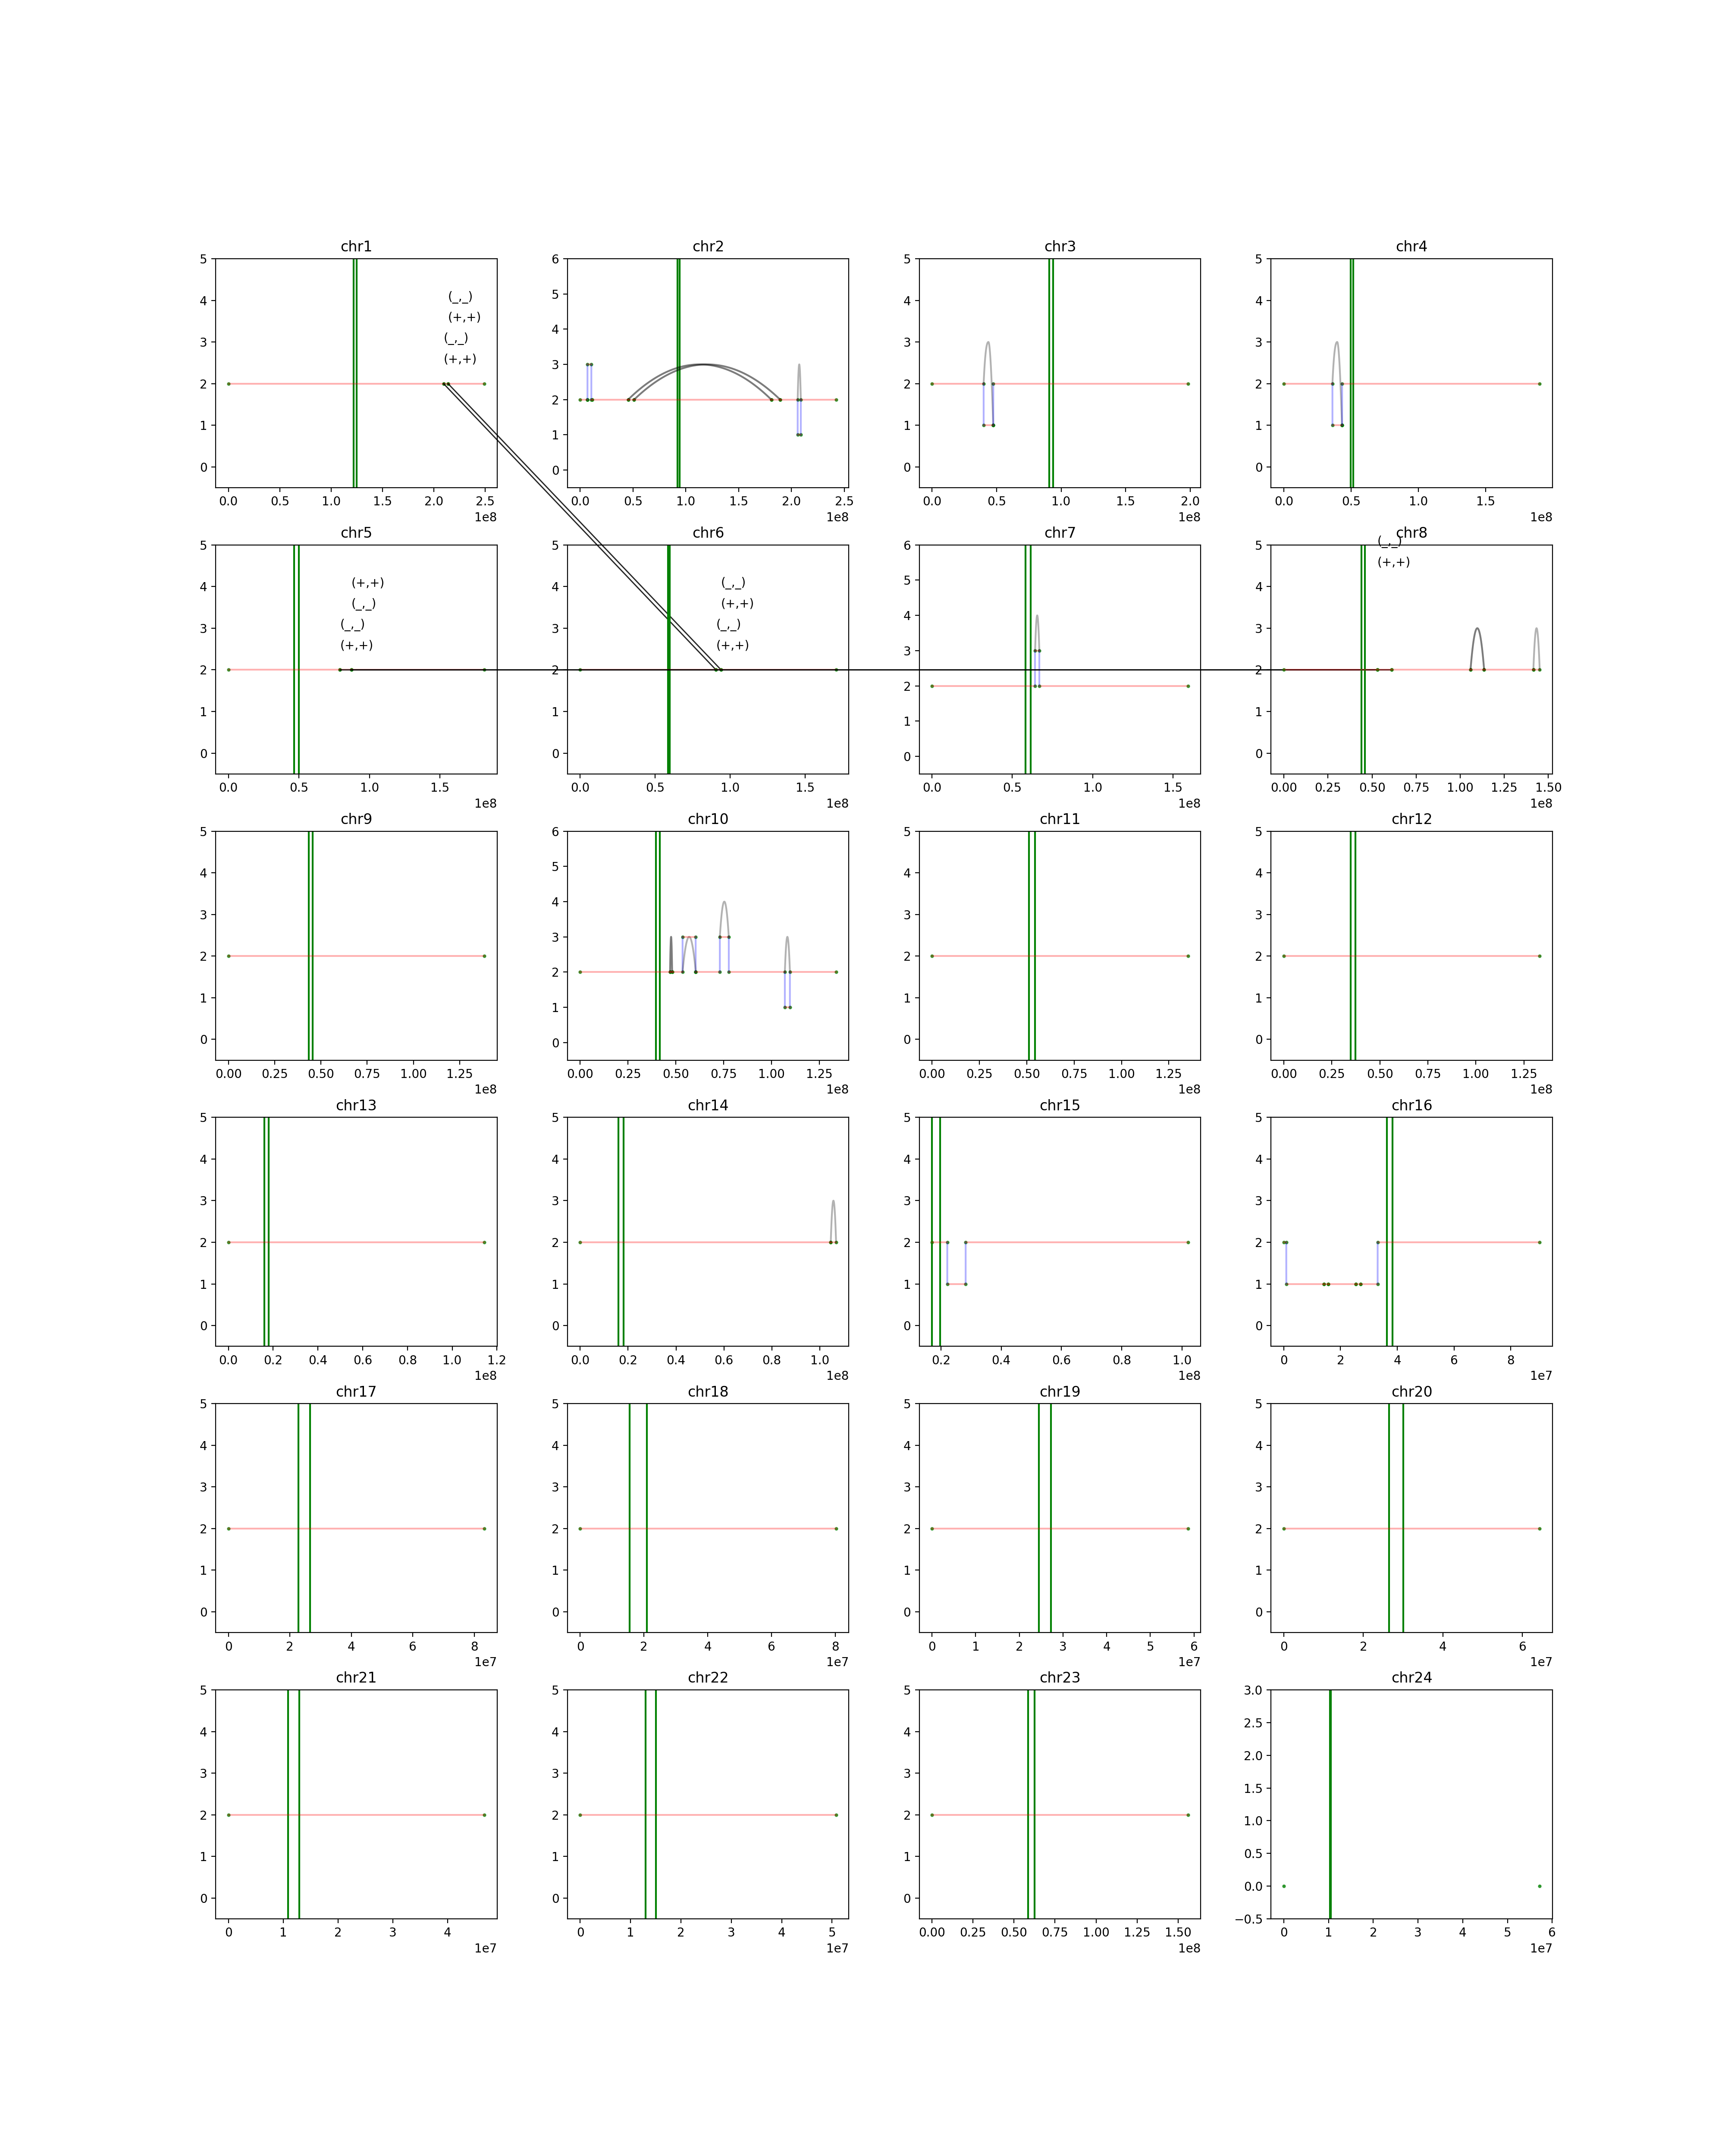 chr1 chr2 chr3 chr4
5 6 5 5
(_,_)
4 5 4 4
(+,+)
(_,_)
3 4 3 3
(+,+)
2 3 2 2
1 2 1 1
0 1 0 0
0
0.0 0.5 1.0 1.5 2.0 2.5 0.0 0.5 1.0 1.5 2.0 2.5 0.0 0.5 1.0 1.5 2.0 0.0 0.5 1.0 1.5
1e8 1e8 1e8 1e8
chr5 chr6 chr7 chr8
5 5 6 5
(_,_)
(+,+)
(+,+) (_,_)
4 4 5 4
(_,_) (+,+)
(_,_) (_,_)
3 3 4 3
(+,+) (+,+)
2 2 3 2
1 1 2 1
0 0 1 0
0
0.0 0.5 1.0 1.5 0.0 0.5 1.0 1.5 0.0 0.5 1.0 1.5 0.00 0.25 0.50 0.75 1.00 1.25 1.50
1e8 1e8 1e8 1e8
chr9 chr10 chr11 chr12
5 6 5 5
4 5 4 4
3 4 3 3
2 3 2 2
1 2 1 1
0 1 0 0
0
0.00 0.25 0.50 0.75 1.00 1.25 0.00 0.25 0.50 0.75 1.00 1.25 0.00 0.25 0.50 0.75 1.00 1.25 0.00 0.25 0.50 0.75 1.00 1.25
1e8 1e8 1e8 1e8
chr13 chr14 chr15 chr16
5 5 5 5
4 4 4 4
3 3 3 3
2 2 2 2
1 1 1 1
0 0 0 0
0.0 0.2 0.4 0.6 0.8 1.0 1.2 0.0 0.2 0.4 0.6 0.8 1.0 0.2 0.4 0.6 0.8 1.0 0 2 4 6 8
1e8 1e8 1e8 1e7
chr17 chr18 chr19 chr20
5 5 5 5
4 4 4 4
3 3 3 3
2 2 2 2
1 1 1 1
0 0 0 0
0 2 4 6 8 0 2 4 6 8 0 1 2 3 4 5 6 0 2 4 6
1e7 1e7 1e7 1e7
chr21 chr22 chr23 chr24
5 5 5 3.0
4 4 4 2.5
3 3 3 2.0
2 2 2 1.5
1 1 1 1.0
0 0 0 0.5
0.0
−0.5
0 1 2 3 4 0 1 2 3 4 5 0.00 0.25 0.50 0.75 1.00 1.25 1.50 0 1 2 3 4 5 6
1e7 1e7 1e8 1e7